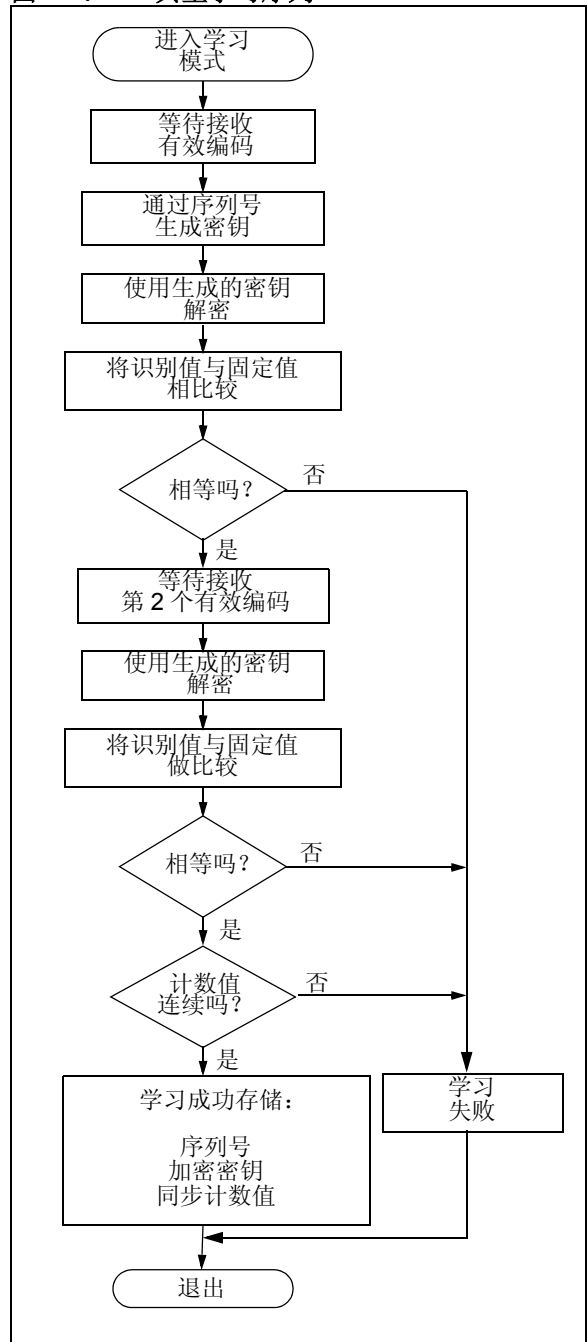 进入学习
模式
等待接收
有效编码
通过序列号
生成密钥
使用生成的密钥
解密
将识别值与固定值
相比较
相等吗?
否
是
等待接收
第 2 个有效编码
使用生成的密钥
解密
将识别值与固定值
做比较
相等吗?
否
是
计数值
连续吗?
否
是
学习成功存储:
序列号
加密密钥
同步计数值
学习
失败
退出